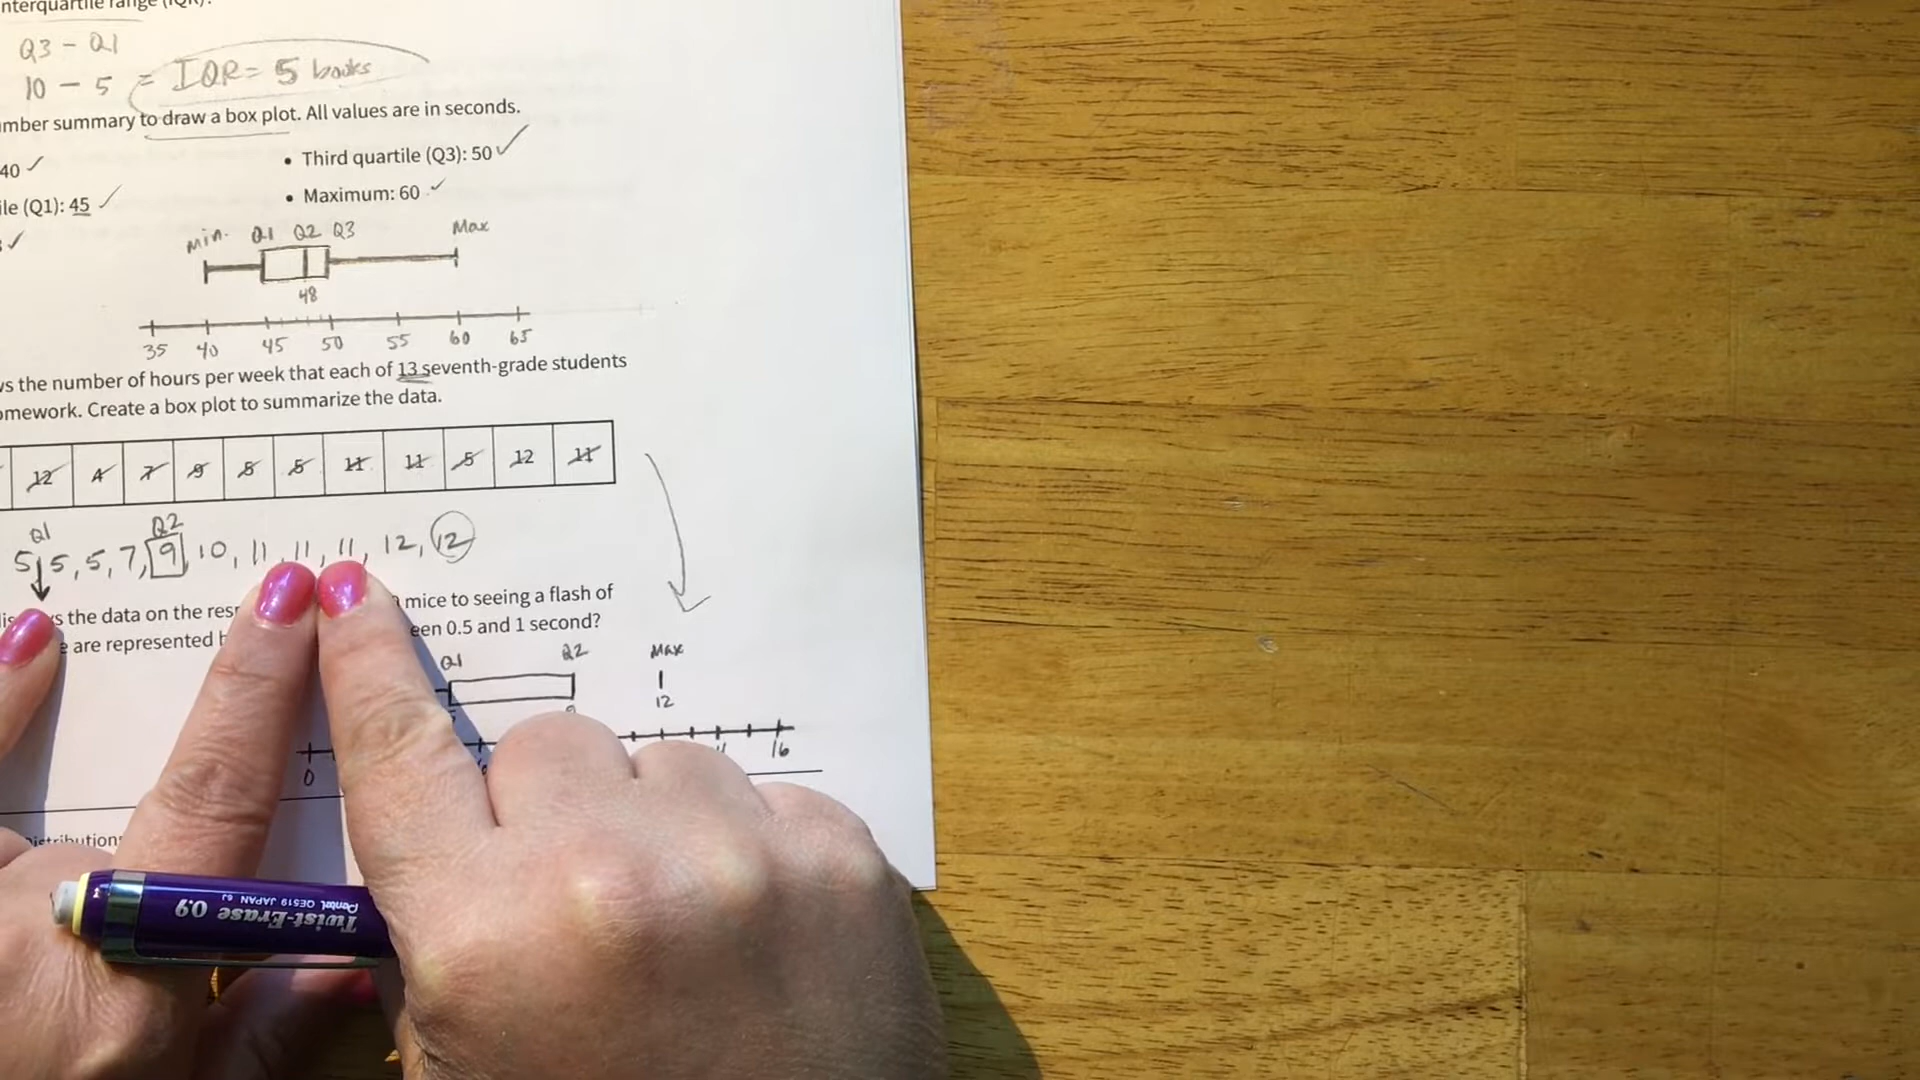 nterquartile range (IQR).
Q3 - Q1
10 - 5 = IQR = 5 books
mber summary to draw a box plot. All values are in seconds.
40 ✓
• Third quartile (Q3): 50 ✓
ile (Q1): 45 ✓
• Maximum: 60 ✓
✓
Min. Q1 Q2 Q3 Max
48
35 40 45 50 55 60 65
ws the number of hours per week that each of 13 seventh-grade students
omework. Create a box plot to summarize the data.
12 4 7 9 5 5 11 11 5 12 11
Q1 Q2
5 5, 5, 7, 9, 10, 11, 11, 11, 12, 12
s the data on the res mice to seeing a flash of
e are represented een 0.5 and 1 second?
Q1 Q2 Max
12
0 16
istribution
Twist-Erase 0.9
Pentel QE519 JAPAN